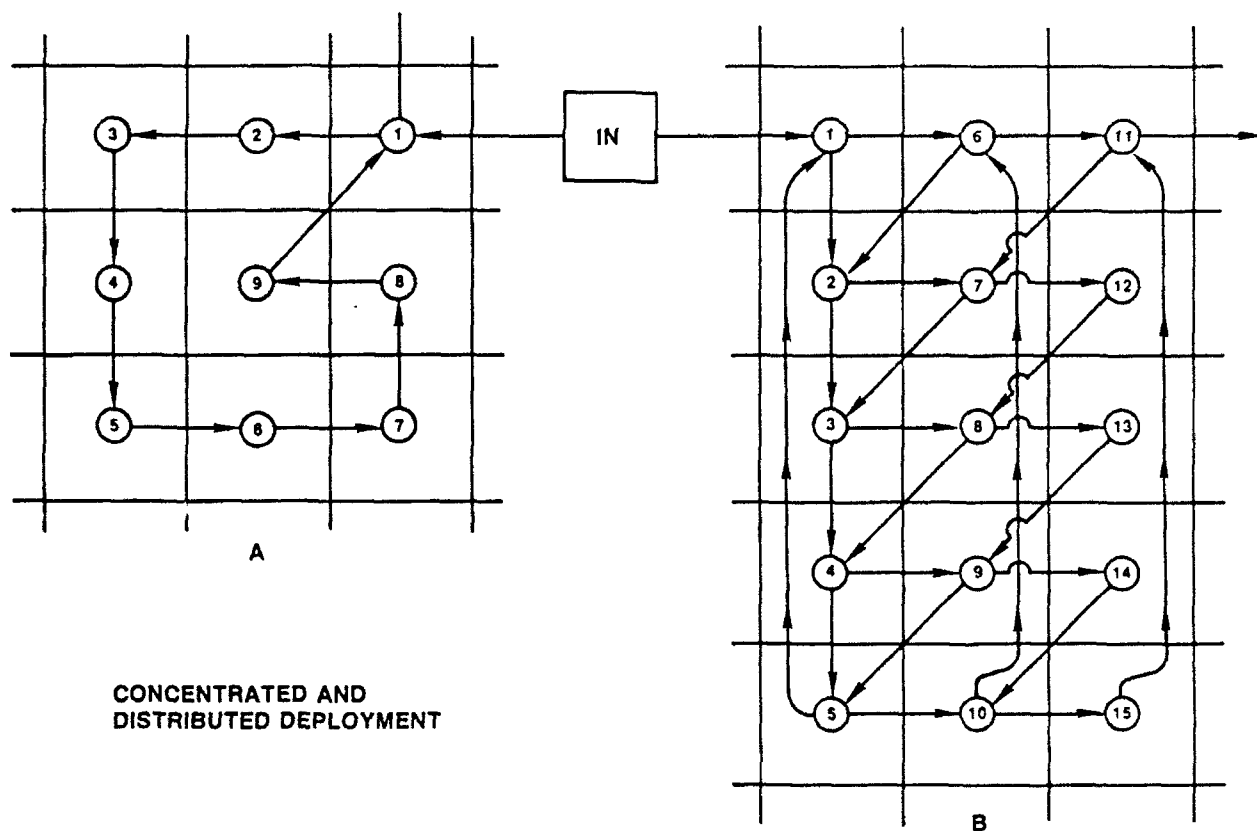 3 2 1 IN 1 6 11
4 9 8 2 7 12
5 6 7 3 8 13
A 4 9 14
CONCENTRATED AND
DISTRIBUTED DEPLOYMENT
5 10 15
B